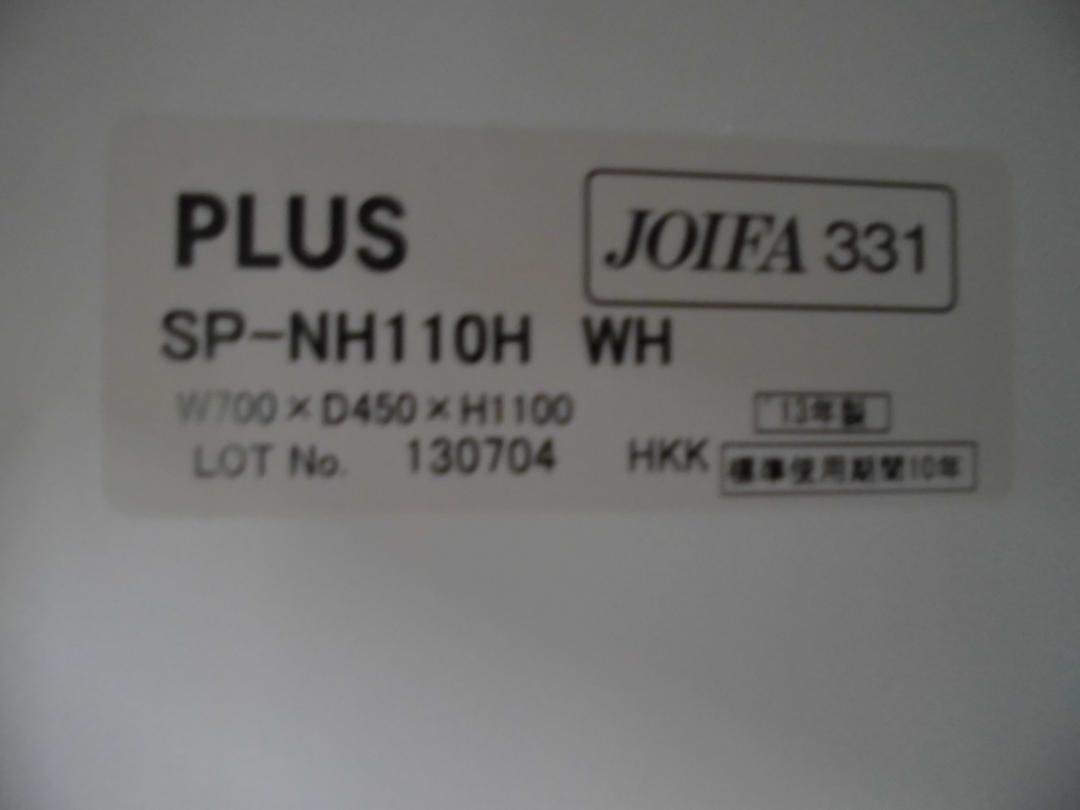 PLUS
JOIFA 331
SP-NH110H WH
W700×D450×H1100
13年製
LOT No. 130704 HKK
標準使用期間10年